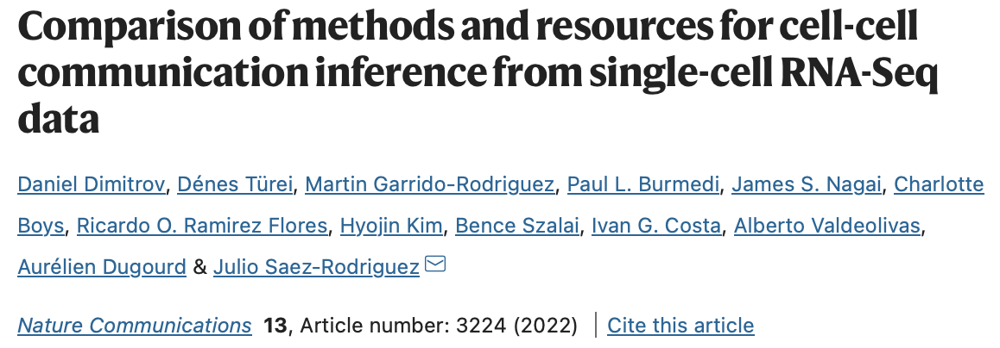 Comparison of methods and resources for cell-cell
communication inference from single-cell RNA-Seq
data
Daniel Dimitrov, Dénes Türei, Martin Garrido-Rodriguez, Paul L. Burmedi, James S. Nagai, Charlotte
Boys, Ricardo O. Ramirez Flores, Hyojin Kim, Bence Szalai, Ivan G. Costa, Alberto Valdeolivas,
Aurélien Dugourd & Julio Saez-Rodriguez
Nature Communications 13, Article number: 3224 (2022) | Cite this article